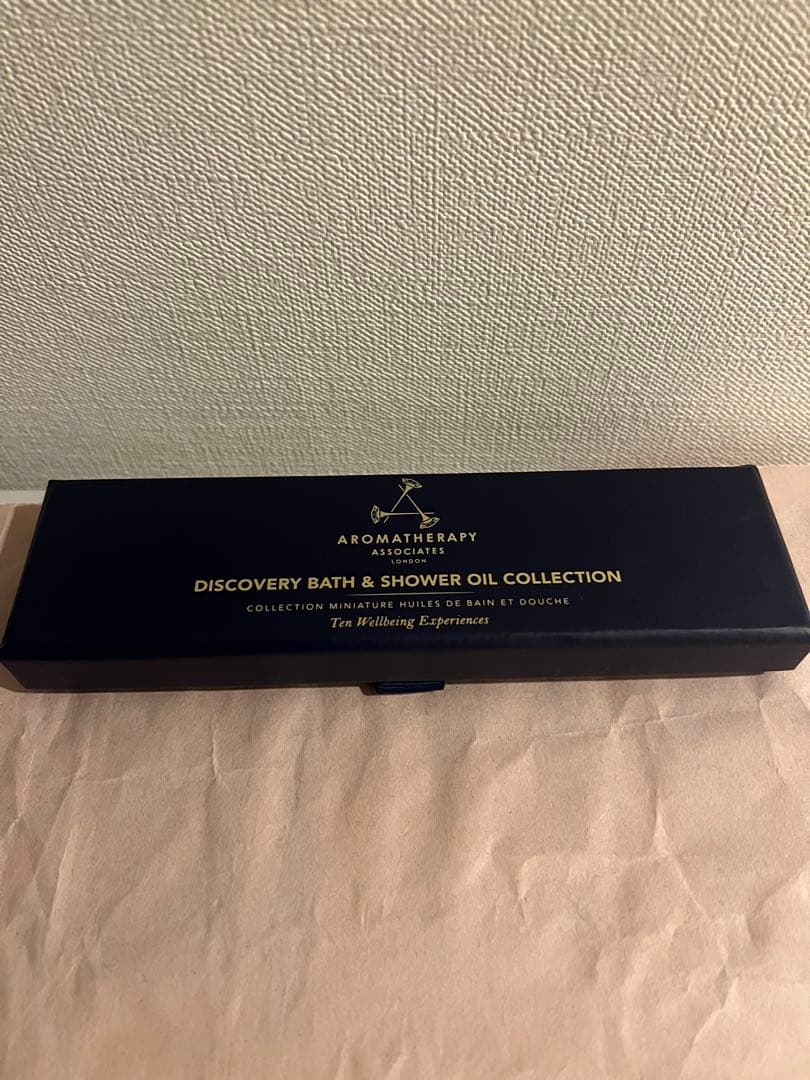 AROMATHERAPY
ASSOCIATES
LONDON
DISCOVERY BATH & SHOWER OIL COLLECTION
COLLECTION MINIATURE HUILES DE BAIN ET DOUCHE
Ten Wellbeing Experiences